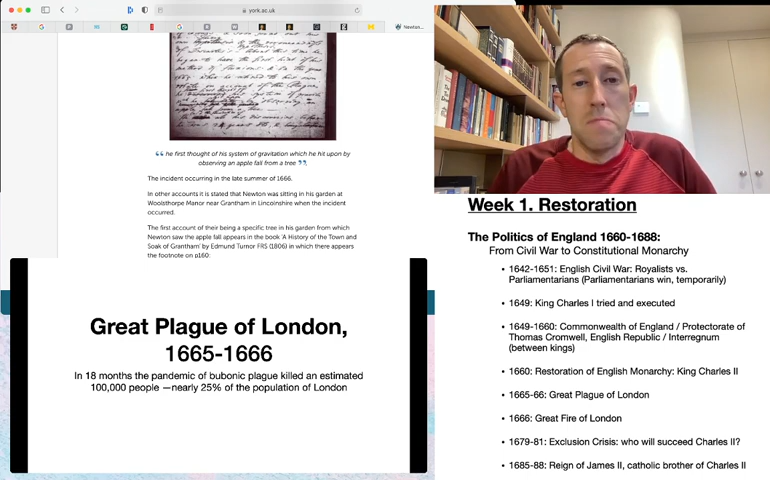 york.ac.uk
Newton...
“ he first thought of his system of gravitation which he hit upon by
observing an apple fall from a tree ”,
The incident occurring in the late summer of 1666.
In other accounts it is stated that Newton was sitting in his garden at
Woolsthorpe Manor near Grantham in Lincolnshire when the incident
occurred.
The first account of their being a specific tree in his garden from which
Newton saw the apple fall appears in the book 'A History of the Town and
Soak of Grantham' by Edmund Turnor FRS (1806) in which there appears
the footnote on p160:
Great Plague of London,
1665-1666
In 18 months the pandemic of bubonic plague killed an estimated
100,000 people —nearly 25% of the population of London
Week 1. Restoration
The Politics of England 1660-1688:
From Civil War to Constitutional Monarchy
• 1642-1651: English Civil War: Royalists vs.
Parliamentarians (Parliamentarians win, temporarily)
• 1649: King Charles I tried and executed
• 1649-1660: Commonwealth of England / Protectorate of
Thomas Cromwell, English Republic / Interregnum
(between kings)
• 1660: Restoration of English Monarchy: King Charles II
• 1665-66: Great Plague of London
• 1666: Great Fire of London
• 1679-81: Exclusion Crisis: who will succeed Charles II?
• 1685-88: Reign of James II, catholic brother of Charles II